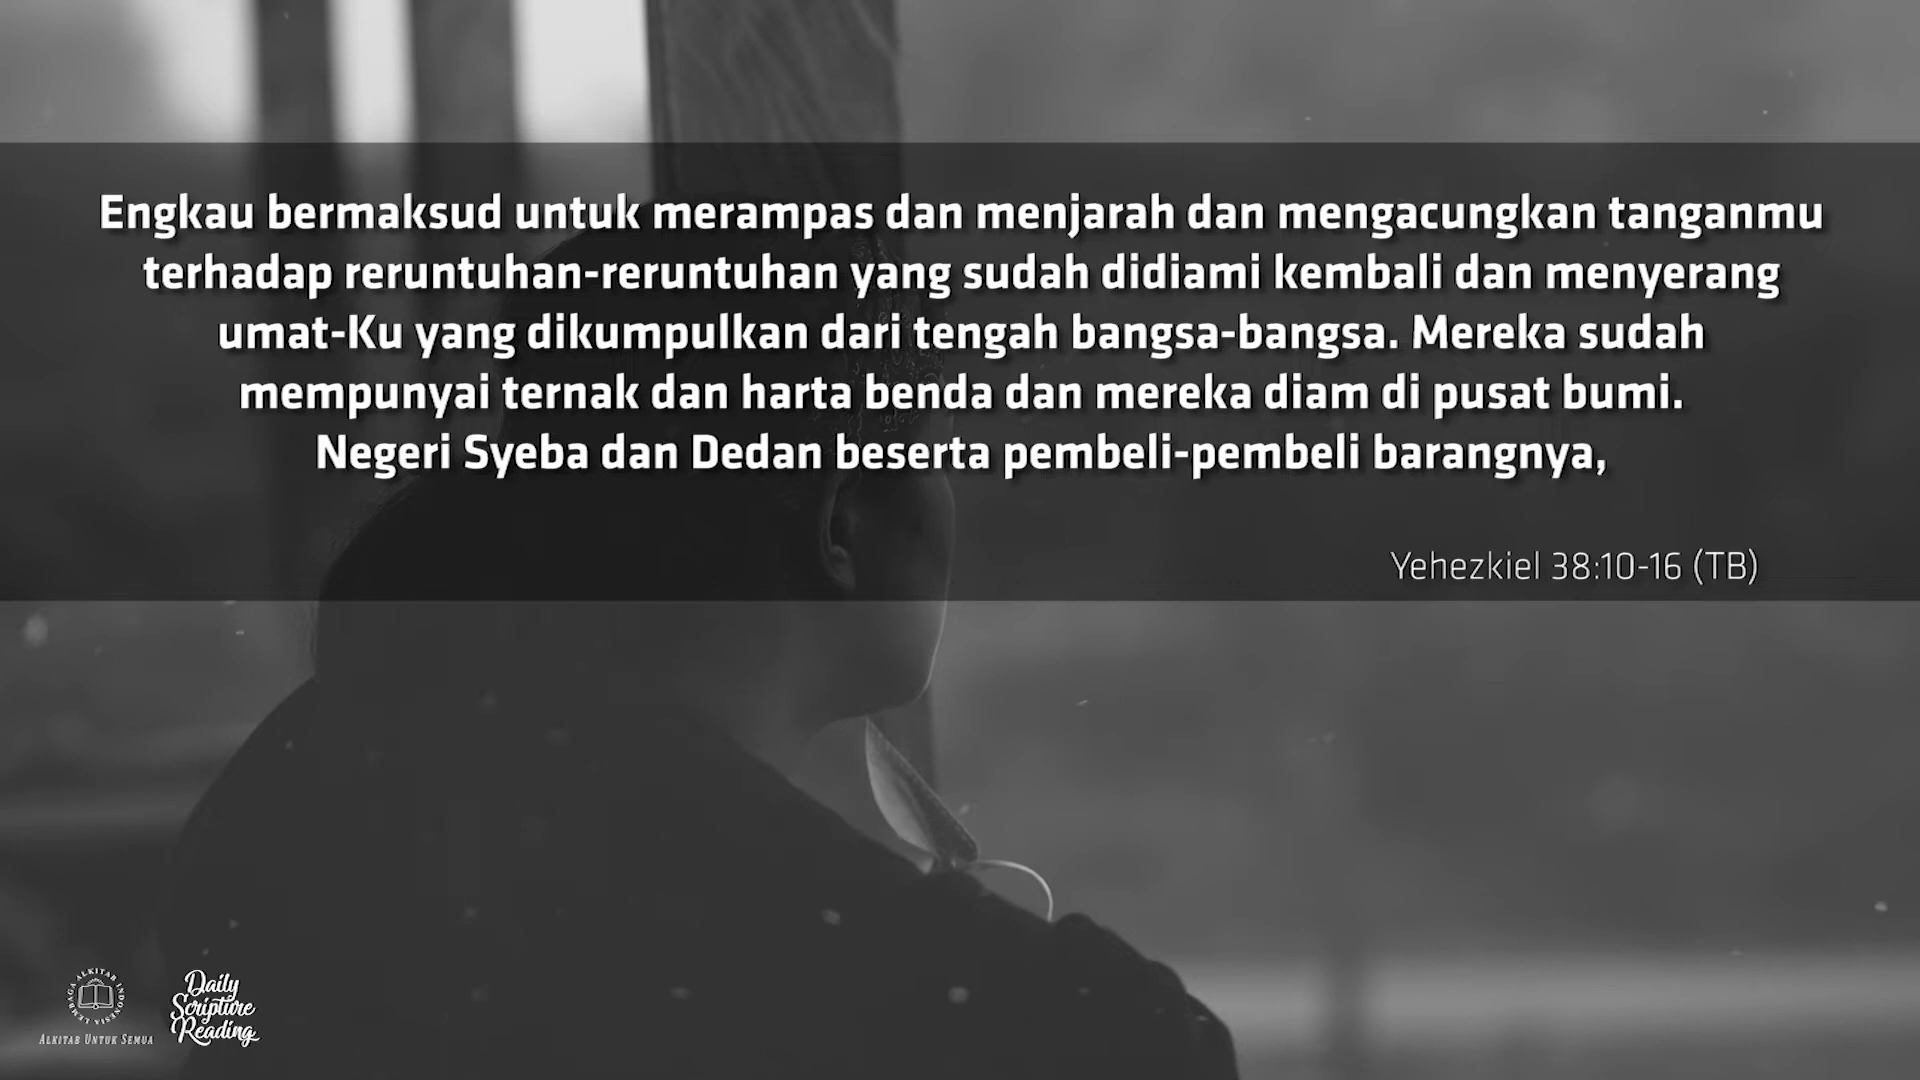 Engkau bermaksud untuk merampas dan menjarah dan mengacungkan tanganmu
terhadap reruntuhan-reruntuhan yang sudah didiami kembali dan menyerang
umat-Ku yang dikumpulkan dari tengah bangsa-bangsa. Mereka sudah
mempunyai ternak dan harta benda dan mereka diam di pusat bumi.
Negeri Syeba dan Dedan beserta pembeli-pembeli barangnya,
Yehezkiel 38:10-16 (TB)
LEMBAGA ALKITAB INDONESIA
ALKITAB UNTUK SEMUA
Daily
Scripture
Reading